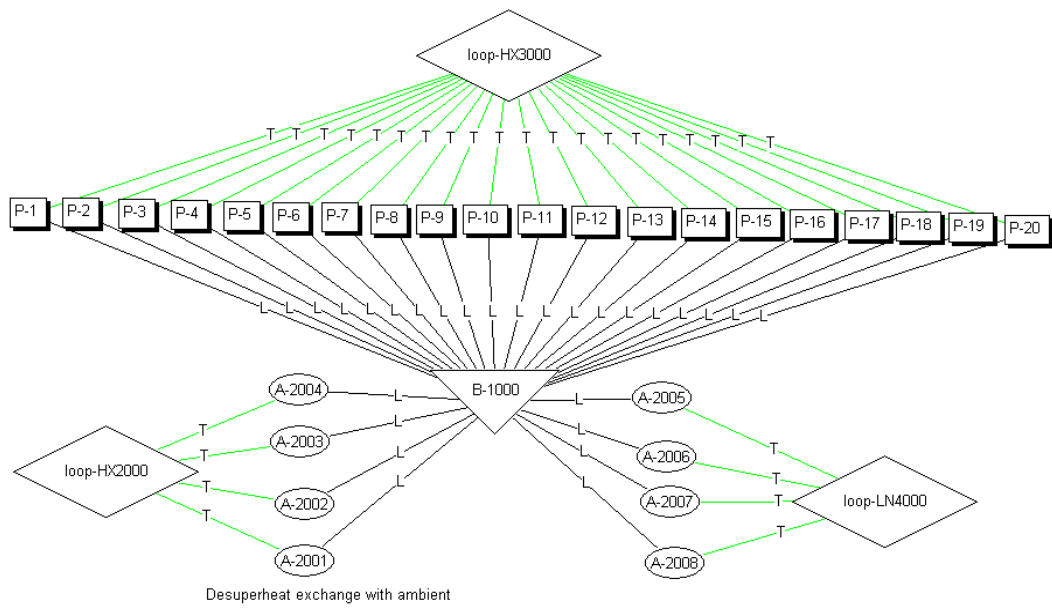 loop-HX3000
T T T T T T T T T T T T T T T T T T T T
P-1 P-2 P-3 P-4 P-5 P-6 P-7 P-8 P-9 P-10 P-11 P-12 P-13 P-14 P-15 P-16 P-17 P-18 P-19 P-20
L L L L L L L L L L L L L L L L L L L L
B-1000
A-2004 L L A-2005
T T
A-2003 L L A-2006
T T
loop-HX2000 loop-LN4000
A-2002 L L A-2007
T T
A-2001 L L A-2008
T T
Desuperheat exchange with ambient